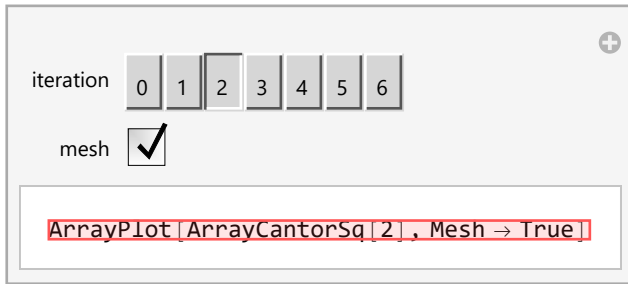 iteration 0 1 2 3 4 5 6
mesh
ArrayPlot[ArrayCantorSq[2], Mesh → True]